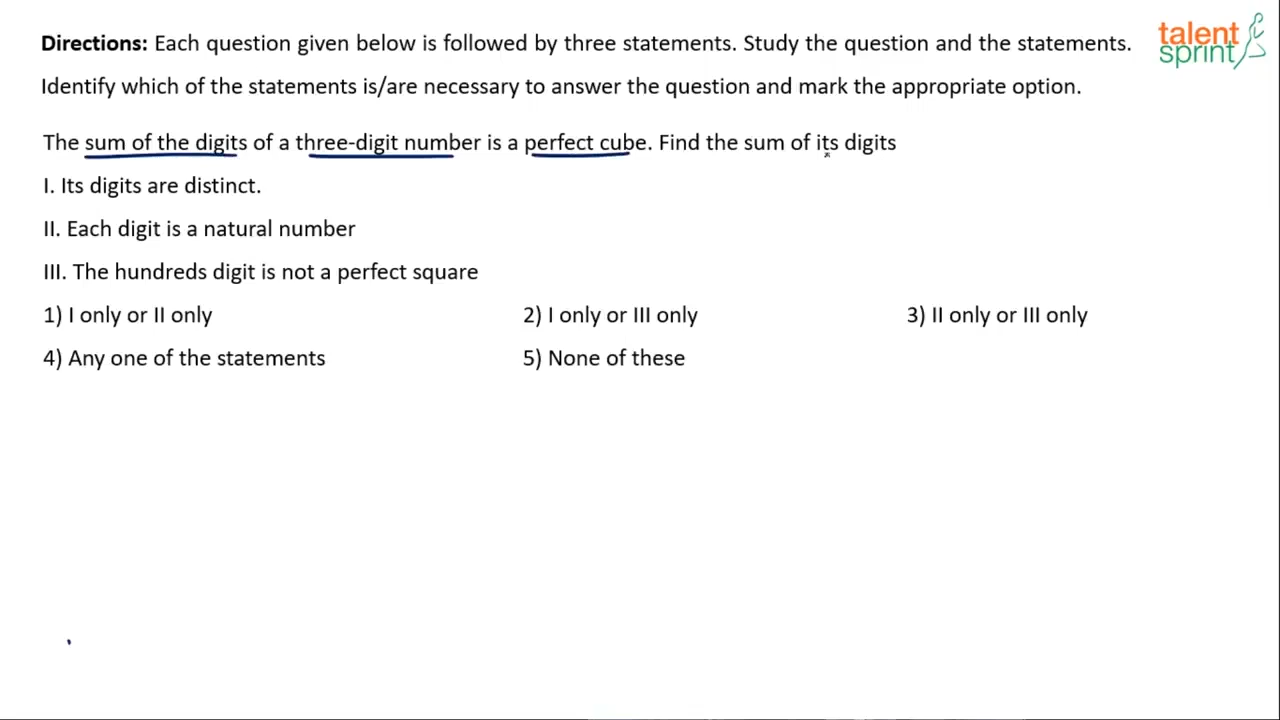 talent
sprint
Directions: Each question given below is followed by three statements. Study the question and the statements.
Identify which of the statements is/are necessary to answer the question and mark the appropriate option.
The sum of the digits of a three-digit number is a perfect cube. Find the sum of its digits
I. Its digits are distinct.
II. Each digit is a natural number
III. The hundreds digit is not a perfect square
1) I only or II only 2) I only or III only 3) II only or III only
4) Any one of the statements 5) None of these